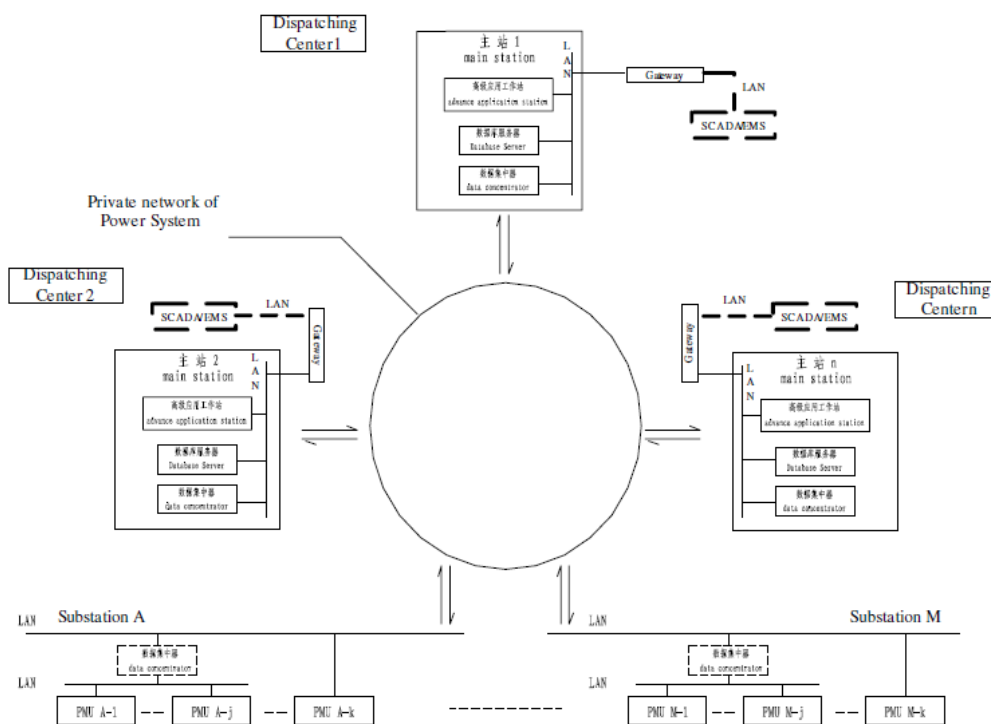 Dispatching
Center1
主站 1
main station
LAN
高级应用工作站
advance application station
数据库服务器
Database Server
数据集中器
data concentrator
Gateway
LAN
SCADA/EMS
Private network of
Power System
Dispatching
Center 2
SCADA/EMS
LAN
Gateway
主站 2
main station
LAN
高级应用工作站
advance application station
数据库服务器
Database Server
数据集中器
data concentrator
Dispatching
Centern
LAN
SCADA/EMS
Gateway
主站 n
main station
LAN
高级应用工作站
advance application station
数据库服务器
Database Server
数据集中器
data concentrator
Substation A
LAN
数据集中器
data concentrator
LAN
PMU A-1
PMU A-j
PMU A-k
Substation M
LAN
数据集中器
data concentrator
LAN
PMU M-1
PMU M-j
PMU M-k